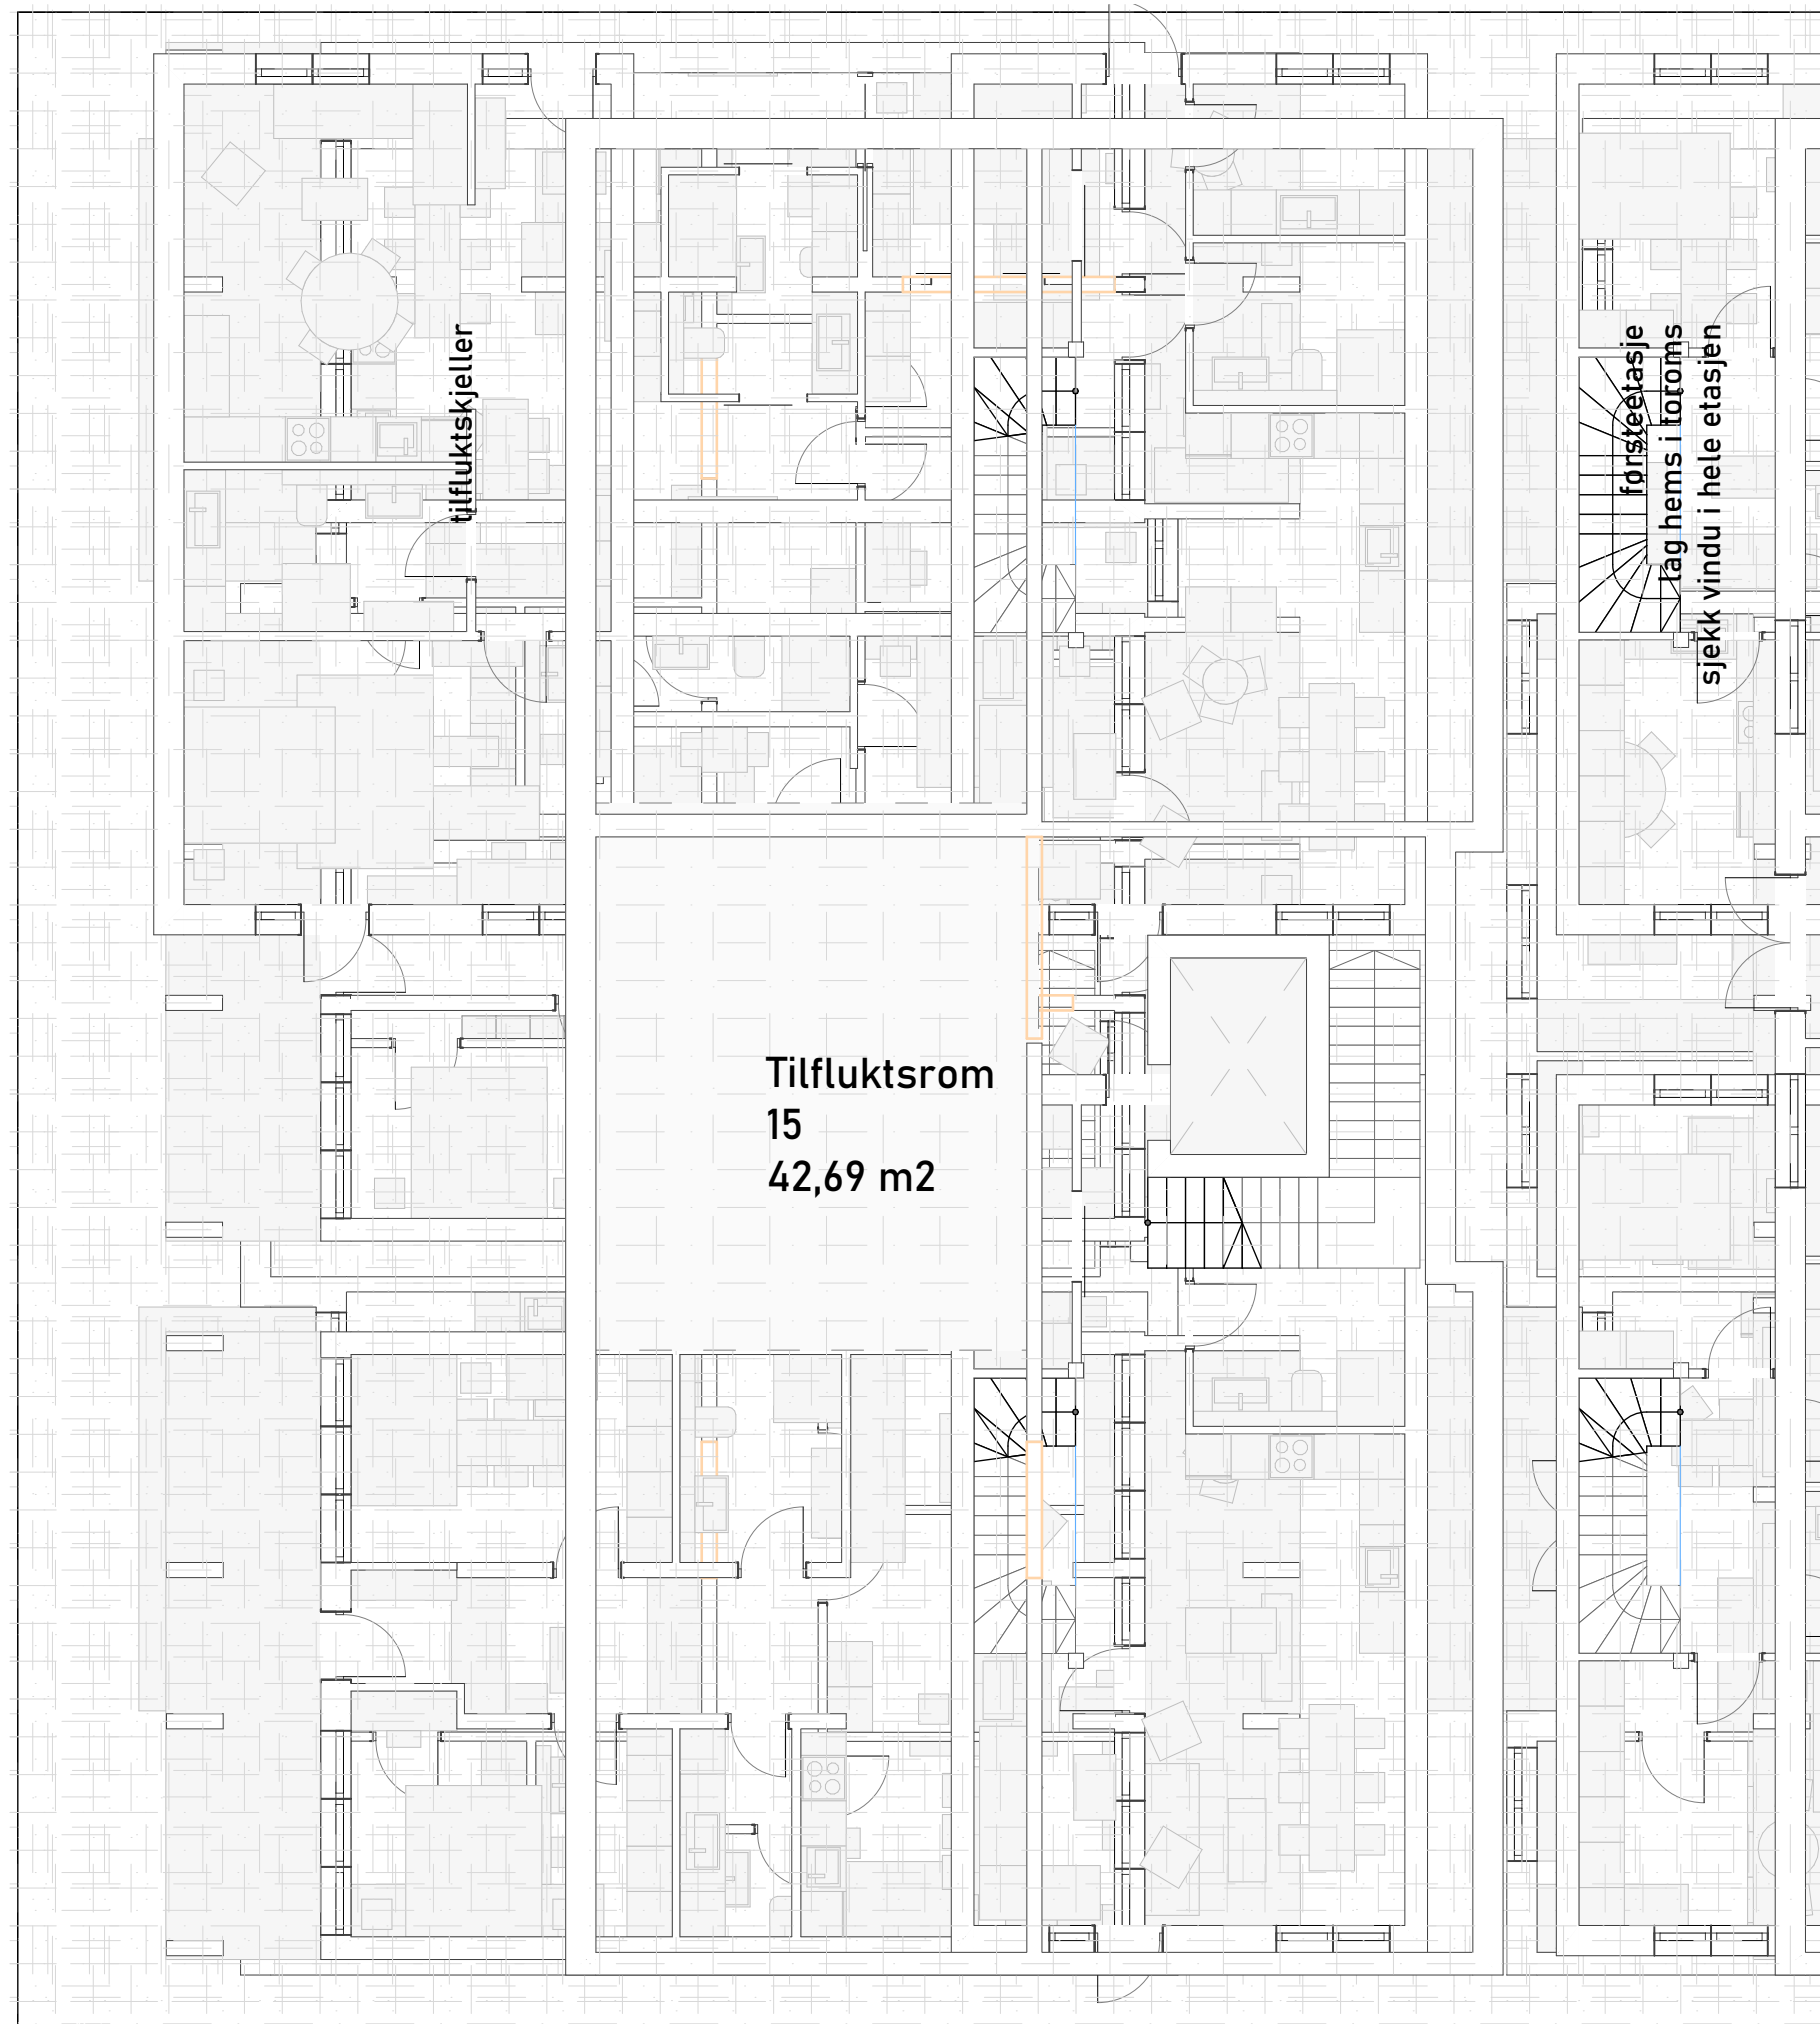 tilfluktskjeller
førsteetasje
lag hems i toroms
sjekk vindu i hele etasjen
Tilfluktsrom
15
42,69 m2